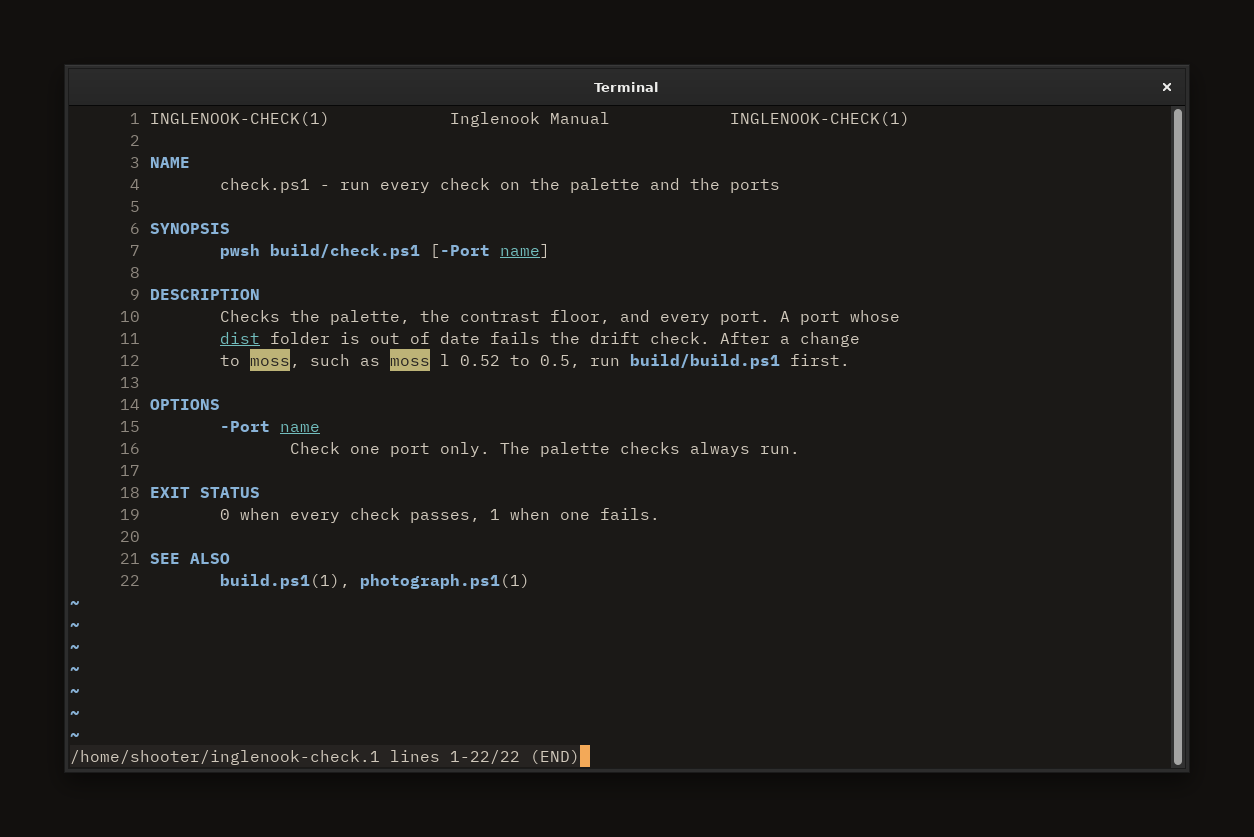 Terminal ×
1 INGLENOOK-CHECK(1)            Inglenook Manual            INGLENOOK-CHECK(1)
2
3 NAME
4        check.ps1 - run every check on the palette and the ports
5
6 SYNOPSIS
7        pwsh build/check.ps1 [-Port name]
8
9 DESCRIPTION
10        Checks the palette, the contrast floor, and every port. A port whose
11        dist folder is out of date fails the drift check. After a change
12        to moss, such as moss l 0.52 to 0.5, run build/build.ps1 first.
13
14 OPTIONS
15        -Port name
16               Check one port only. The palette checks always run.
17
18 EXIT STATUS
19        0 when every check passes, 1 when one fails.
20
21 SEE ALSO
22        build.ps1(1), photograph.ps1(1)
~
~
~
~
~
~
~
/home/shooter/inglenook-check.1 lines 1-22/22 (END)